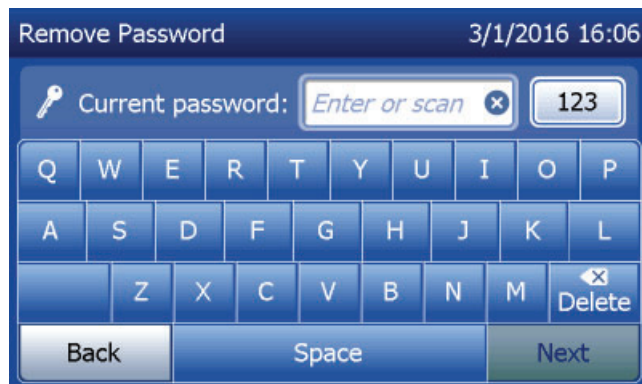 Remove Password 3/1/2016 16:06
Current password: Enter or scan 123
Q W E R T Y U I O P
A S D F G H J K L
Z X C V B N M Delete
Back Space Next